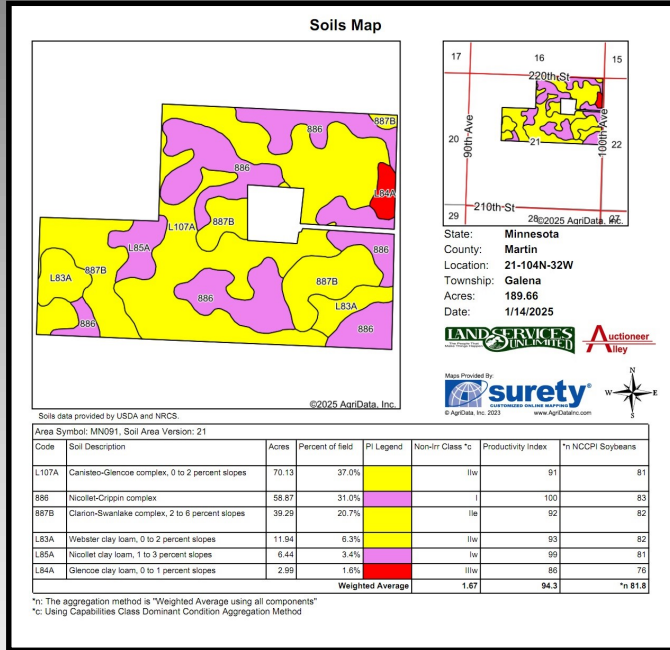 Soils Map
887B
886
886
L84A
L107A
887B
L85A
886
L83A
887B
887B
886
L83A
886
886
©2025 AgriData, Inc.
17
16
15
220th St
90th Ave
100th Ave
20
21
22
210th St
29
28
27
©2025 AgriData, Inc.
State: Minnesota
County: Martin
Location: 21-104N-32W
Township: Galena
Acres: 189.66
Date: 1/14/2025
LAND SERVICES
UNLIMITED
Auctioneer
Alley
Maps Provided By:
surety®
CUSTOMIZED ONLINE MAPPING
© AgriData, Inc. 2023 www.AgriDataInc.com
N
W E
S
Soils data provided by USDA and NRCS.
Area Symbol: MN091, Soil Area Version: 21
Code Soil Description Acres Percent of field PI Legend Non-Irr Class *c Productivity Index *n NCCPI Soybeans
L107A Canisteo-Glencoe complex, 0 to 2 percent slopes 70.13 37.0% IIw 91 81
886 Nicollet-Crippin complex 58.87 31.0% I 100 83
887B Clarion-Swanlake complex, 2 to 6 percent slopes 39.29 20.7% IIe 92 82
L83A Webster clay loam, 0 to 2 percent slopes 11.94 6.3% IIw 93 82
L85A Nicollet clay loam, 1 to 3 percent slopes 6.44 3.4% Iw 99 81
L84A Glencoe clay loam, 0 to 1 percent slopes 2.99 1.6% IIIw 86 76
Weighted Average 1.67 94.3 *n 81.8
*n: The aggregation method is "Weighted Average using all components"
*c: Using Capabilities Class Dominant Condition Aggregation Method